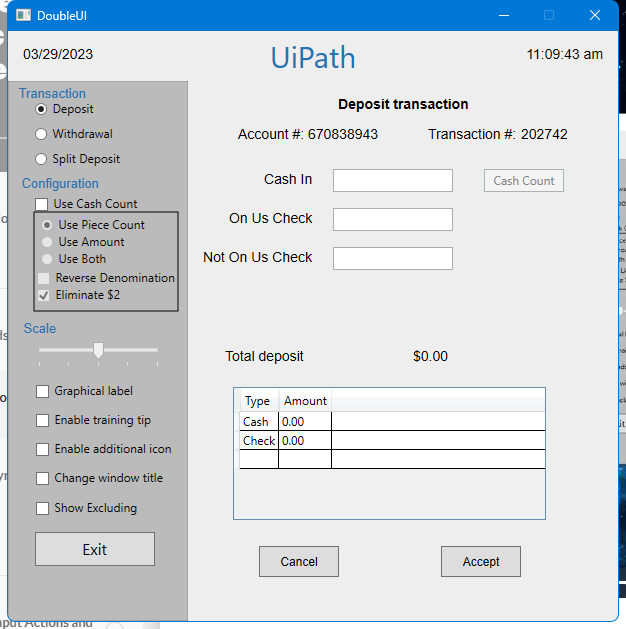 DoubleUI
03/29/2023
UiPath
11:09:43 am
Transaction
Deposit
Withdrawal
Split Deposit
Configuration
Use Cash Count
Use Piece Count
Use Amount
Use Both
Reverse Denomination
Eliminate $2
Scale
Graphical label
Enable training tip
Enable additional icon
Change window title
Show Excluding
Exit
Deposit transaction
Account #: 670838943 Transaction #: 202742
Cash In
Cash Count
On Us Check
Not On Us Check
Total deposit $0.00
Type Amount
Cash 0.00
Check 0.00
Cancel Accept
Actions and